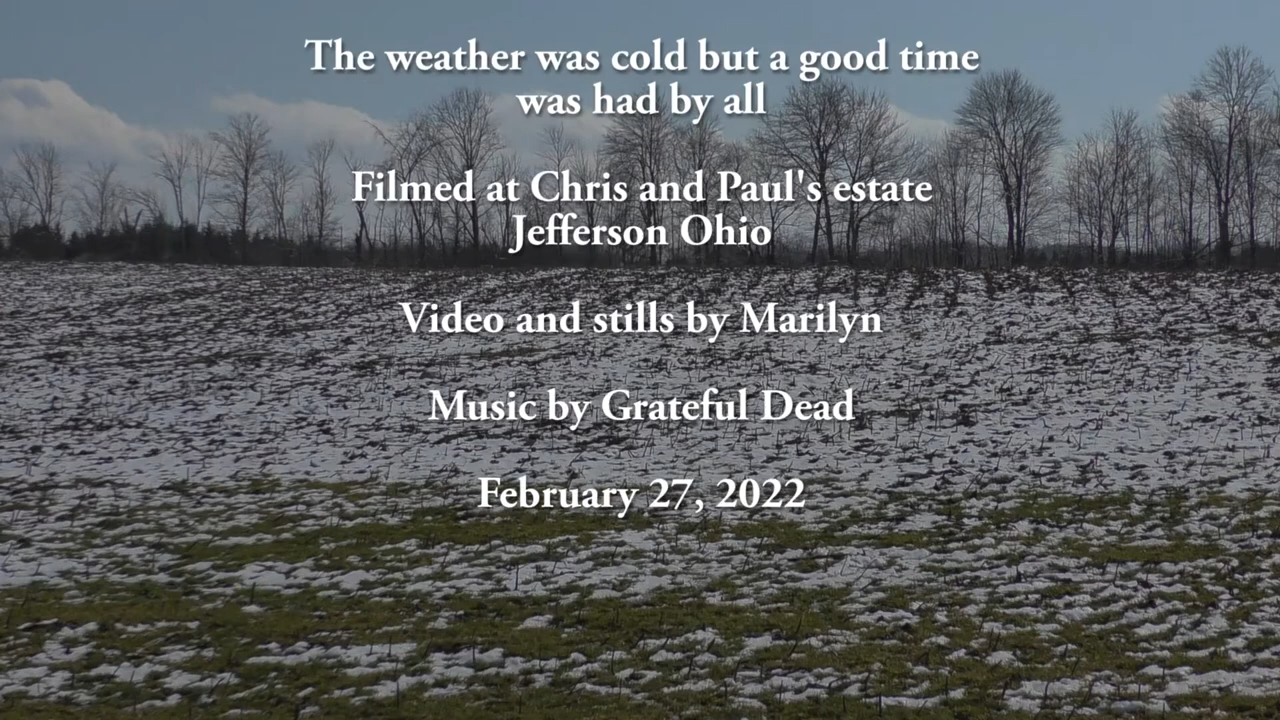 The weather was cold but a good time
was had by all
Filmed at Chris and Paul's estate
Jefferson Ohio
Video and stills by Marilyn
Music by Grateful Dead
February 27, 2022